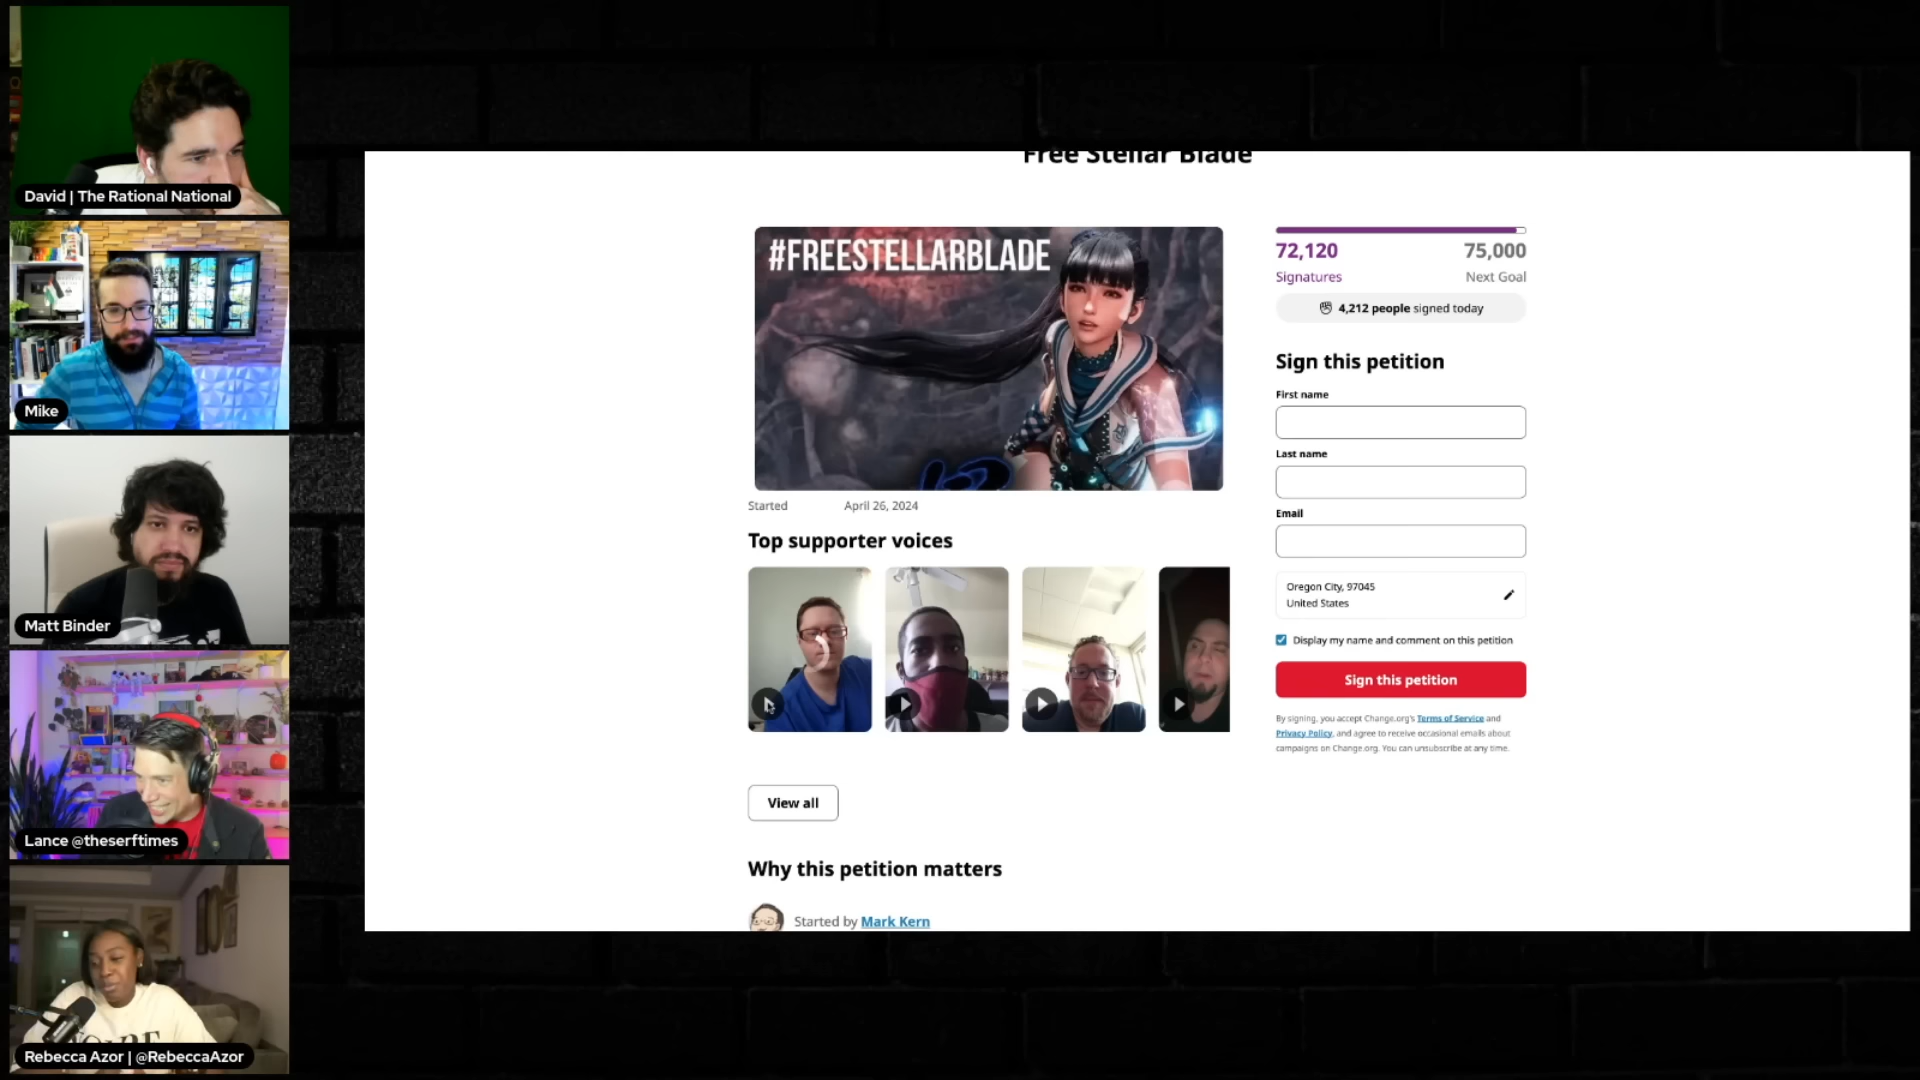 David | The Rational National
Mike
Matt Binder
Lance @theserftimes
Rebecca Azor | @RebeccaAzor
Free Stellar Blade
#FREESTELLARBLADE
Started April 26, 2024
Top supporter voices
View all
Why this petition matters
Started by Mark Kern
72,120 75,000
Signatures Next Goal
4,212 people signed today
Sign this petition
First name
Last name
Email
Oregon City, 97045
United States
Display my name and comment on this petition
Sign this petition
By signing, you accept Change.org's Terms of Service and
Privacy Policy, and agree to receive occasional emails about
campaigns on Change.org. You can unsubscribe at any time.